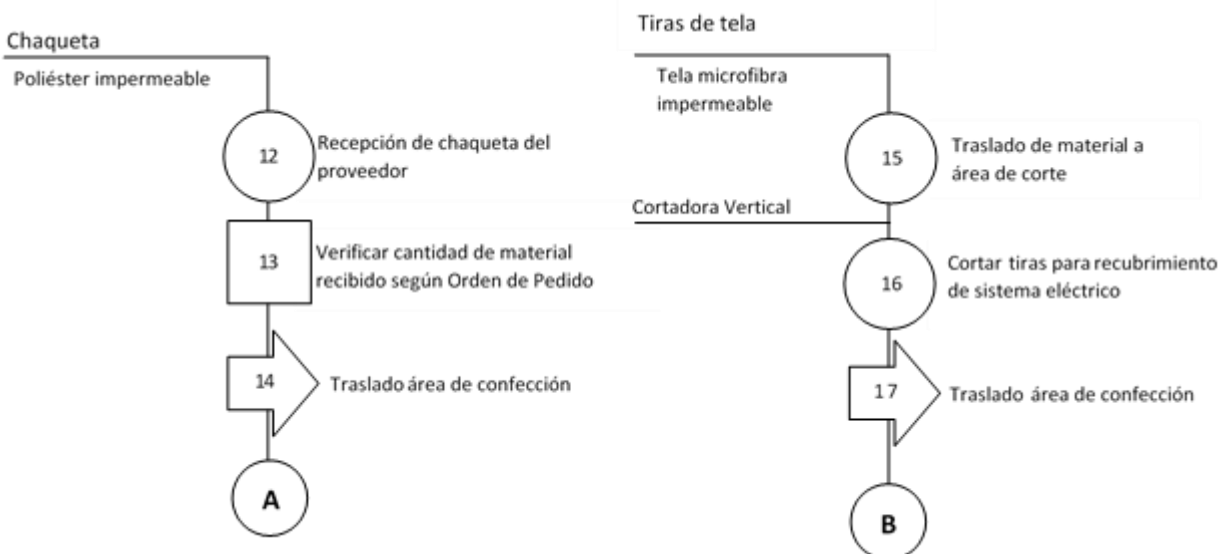 Chaqueta
Poliéster impermeable
12
Recepción de chaqueta del
proveedor
13
Verificar cantidad de material
recibido según Orden de Pedido
14
Traslado área de confección
A
Tiras de tela
Tela microfibra
impermeable
15
Traslado de material a
área de corte
Cortadora Vertical
16
Cortar tiras para recubrimiento
de sistema eléctrico
17
Traslado área de confección
B